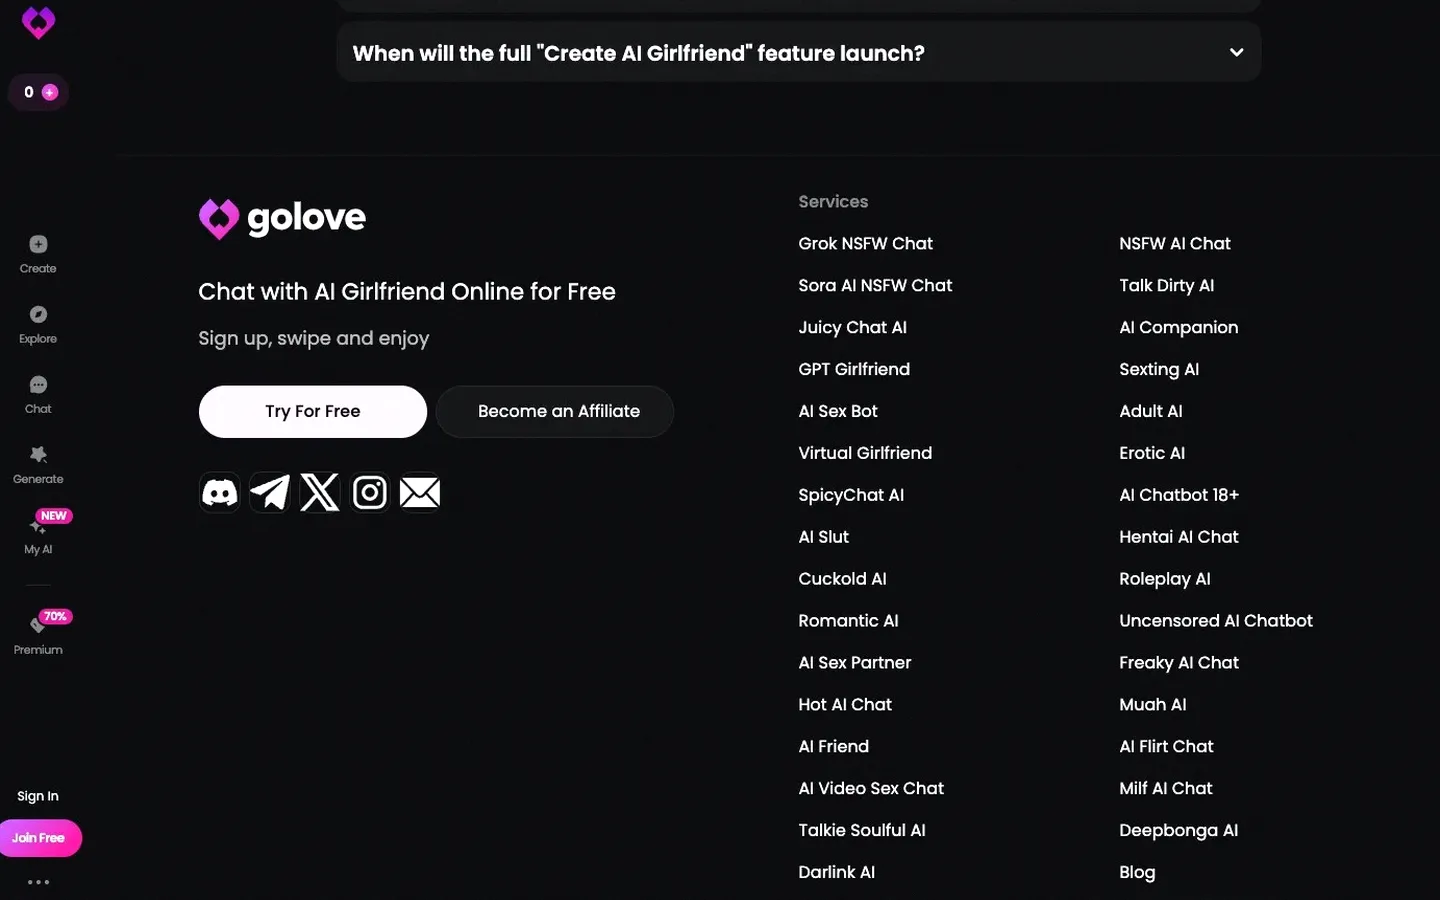 When will the full "Create AI Girlfriend" feature launch?
0
Create
Explore
Chat
Generate
NEW
My AI
70%
Premium
Sign In
Join Free
golove
Chat with AI Girlfriend Online for Free
Sign up, swipe and enjoy
Try For Free
Become an Affiliate
Services
Grok NSFW Chat
Sora AI NSFW Chat
Juicy Chat AI
GPT Girlfriend
AI Sex Bot
Virtual Girlfriend
SpicyChat AI
AI Slut
Cuckold AI
Romantic AI
AI Sex Partner
Hot AI Chat
AI Friend
AI Video Sex Chat
Talkie Soulful AI
Darlink AI
NSFW AI Chat
Talk Dirty AI
AI Companion
Sexting AI
Adult AI
Erotic AI
AI Chatbot 18+
Hentai AI Chat
Roleplay AI
Uncensored AI Chatbot
Freaky AI Chat
Muah AI
AI Flirt Chat
Milf AI Chat
Deepbonga AI
Blog